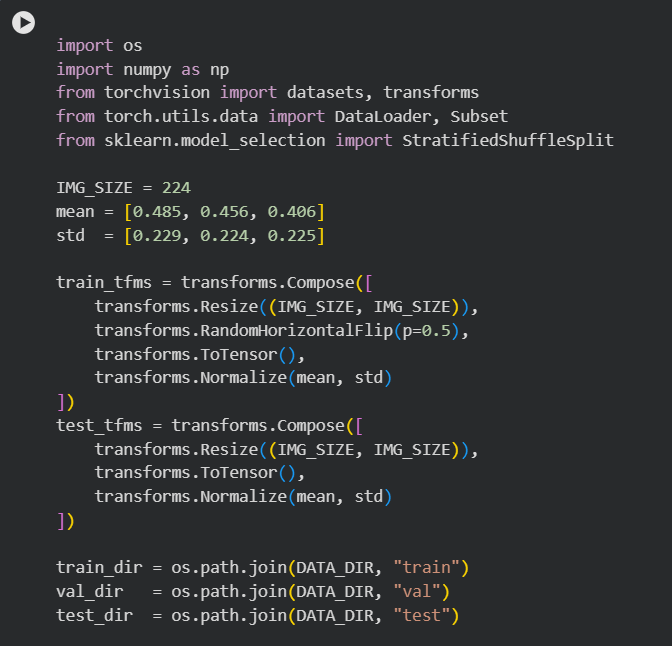 import os
import numpy as np
from torchvision import datasets, transforms
from torch.utils.data import DataLoader, Subset
from sklearn.model_selection import StratifiedShuffleSplit

IMG_SIZE = 224
mean = [0.485, 0.456, 0.406]
std  = [0.229, 0.224, 0.225]

train_tfms = transforms.Compose([
    transforms.Resize((IMG_SIZE, IMG_SIZE)),
    transforms.RandomHorizontalFlip(p=0.5),
    transforms.ToTensor(),
    transforms.Normalize(mean, std)
])
test_tfms = transforms.Compose([
    transforms.Resize((IMG_SIZE, IMG_SIZE)),
    transforms.ToTensor(),
    transforms.Normalize(mean, std)
])

train_dir = os.path.join(DATA_DIR, "train")
val_dir   = os.path.join(DATA_DIR, "val")
test_dir  = os.path.join(DATA_DIR, "test")